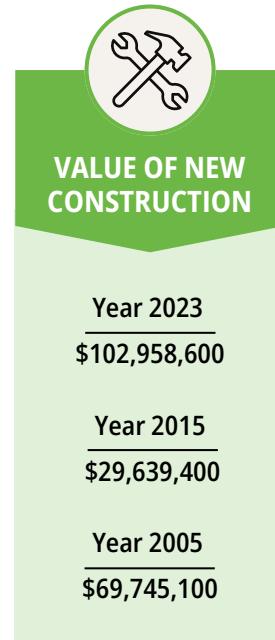 VALUE OF NEW
CONSTRUCTION
Year 2023
$102,958,600
Year 2015
$29,639,400
Year 2005
$69,745,100